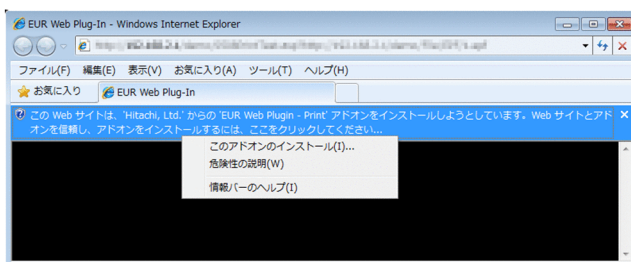 EUR Web Plug-In - Windows Internet Explorer
ファイル(F) 編集(E) 表示(V) お気に入り(A) ツール(T) ヘルプ(H)
お気に入り EUR Web Plug-In
この Web サイトは、'Hitachi, Ltd.' からの 'EUR Web Plugin - Print' アドオンをインストールしようとしています。Web サイトとアド
オンを信頼し、アドオンをインストールするには、ここをクリックしてください...
このアドオンのインストール(I)...
危険性の説明(W)
情報バーのヘルプ(I)